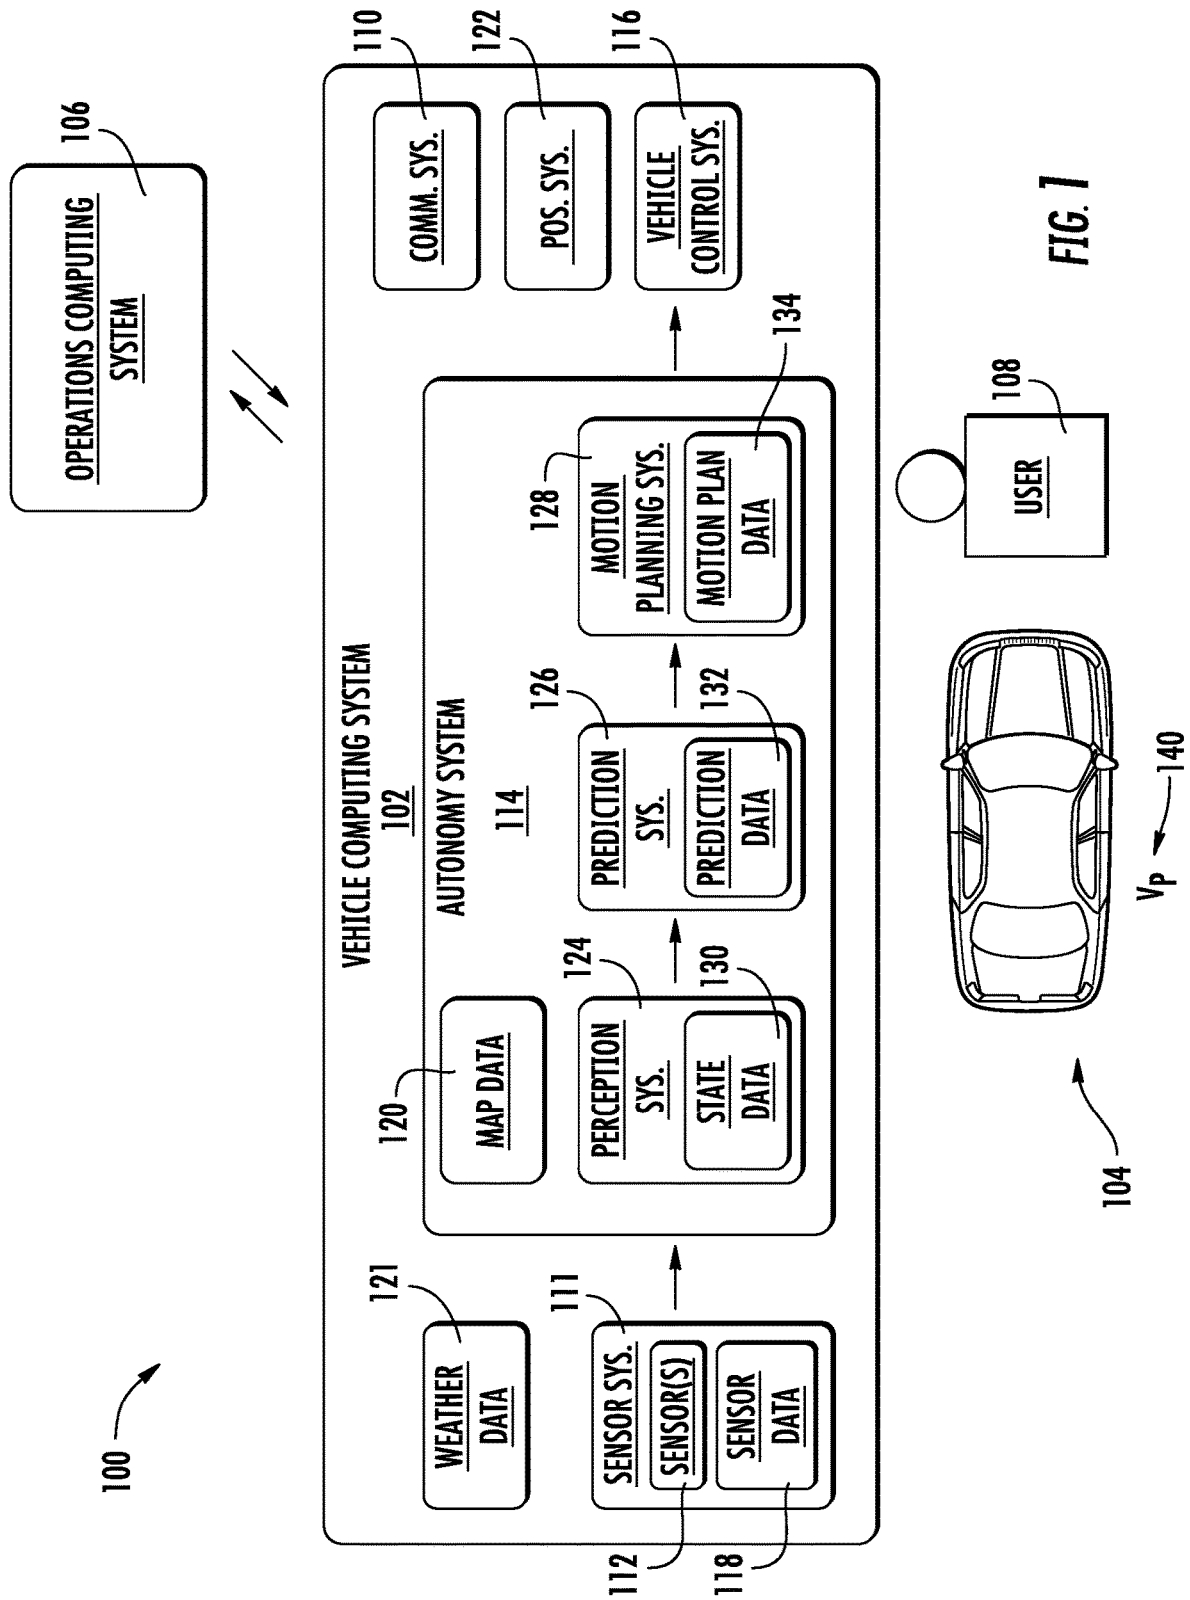 100
OPERATIONS COMPUTING
SYSTEM
106
VEHICLE COMPUTING SYSTEM
102
WEATHER
DATA
121
SENSOR SYS.
111
SENSOR(S)
112
SENSOR
DATA
118
AUTONOMY SYSTEM
114
MAP DATA
120
PERCEPTION
SYS.
124
STATE
DATA
130
PREDICTION
SYS.
126
PREDICTION
DATA
132
MOTION
PLANNING SYS.
128
MOTION PLAN
DATA
134
COMM. SYS.
110
POS. SYS.
122
VEHICLE
CONTROL SYS.
116
104
VP
140
USER
108
FIG. 1